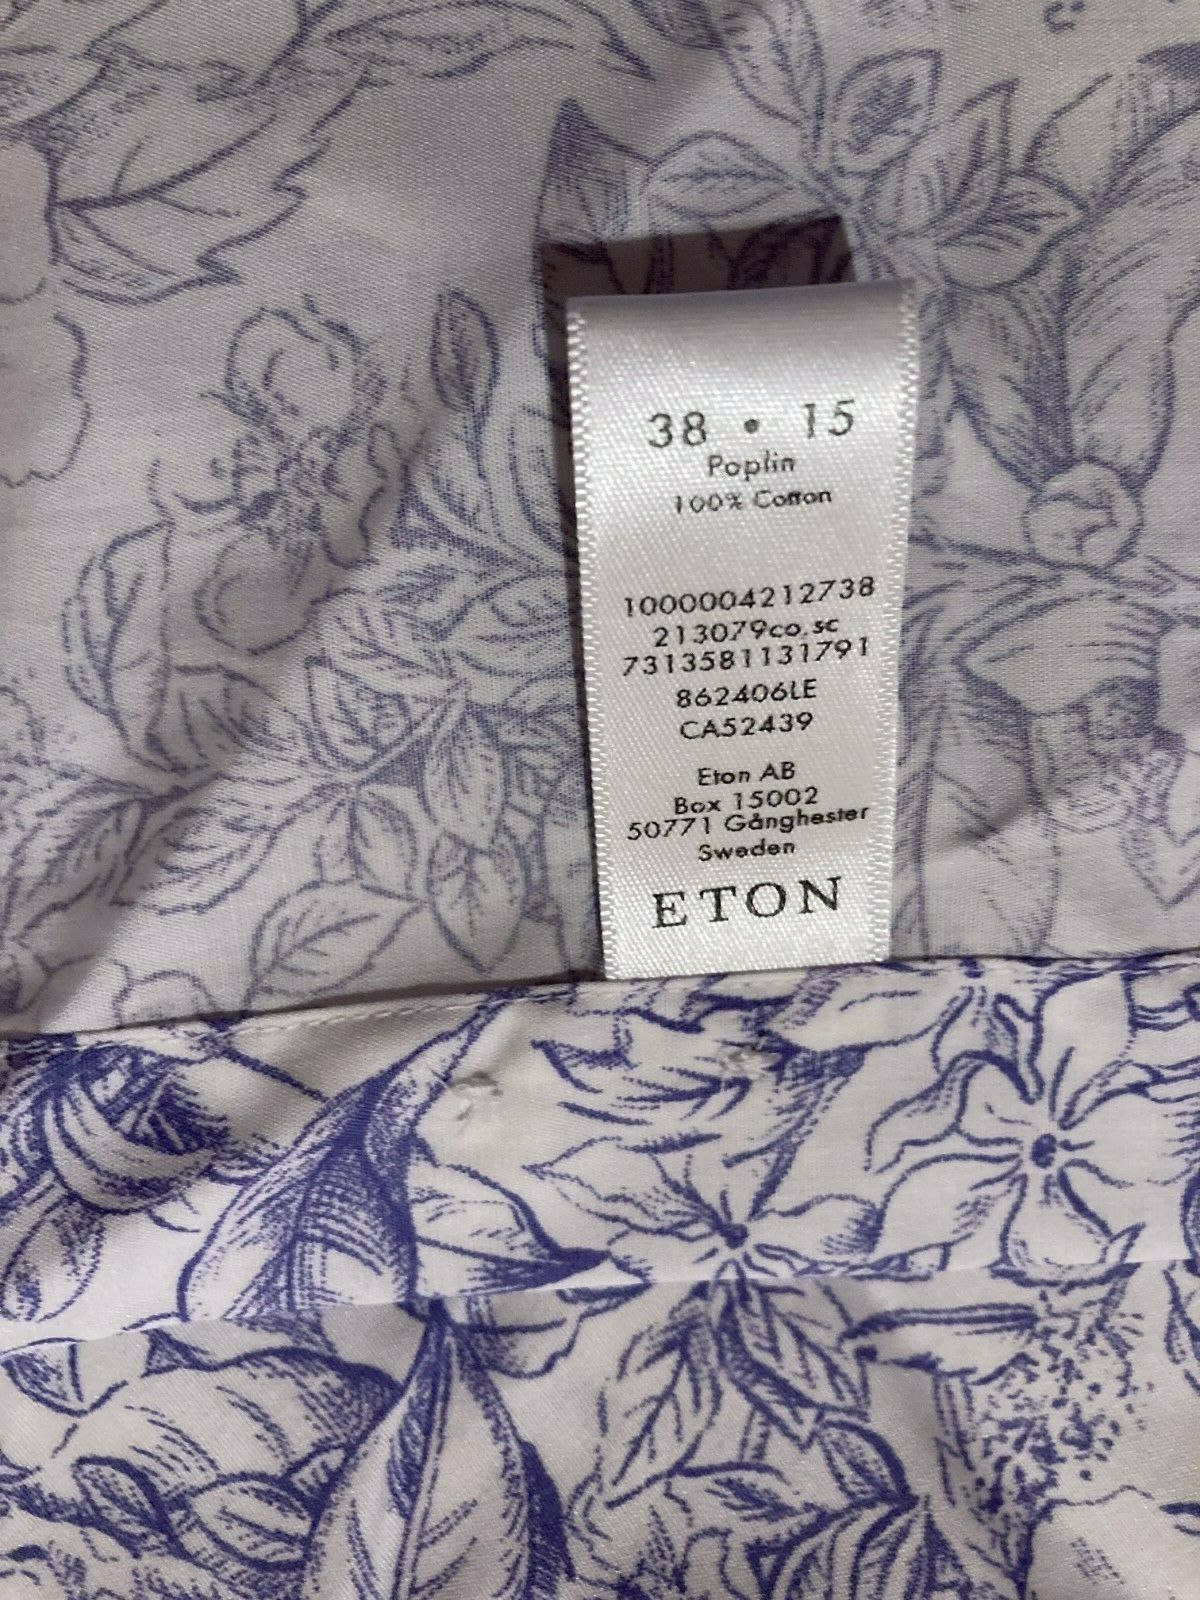 38 • 15
Poplin
100% Cotton
1000004212738
213079co.sc
7313581131791
862406LE
CA52439
Eton AB
Box 15002
50771 Gånghester
Sweden
ETON